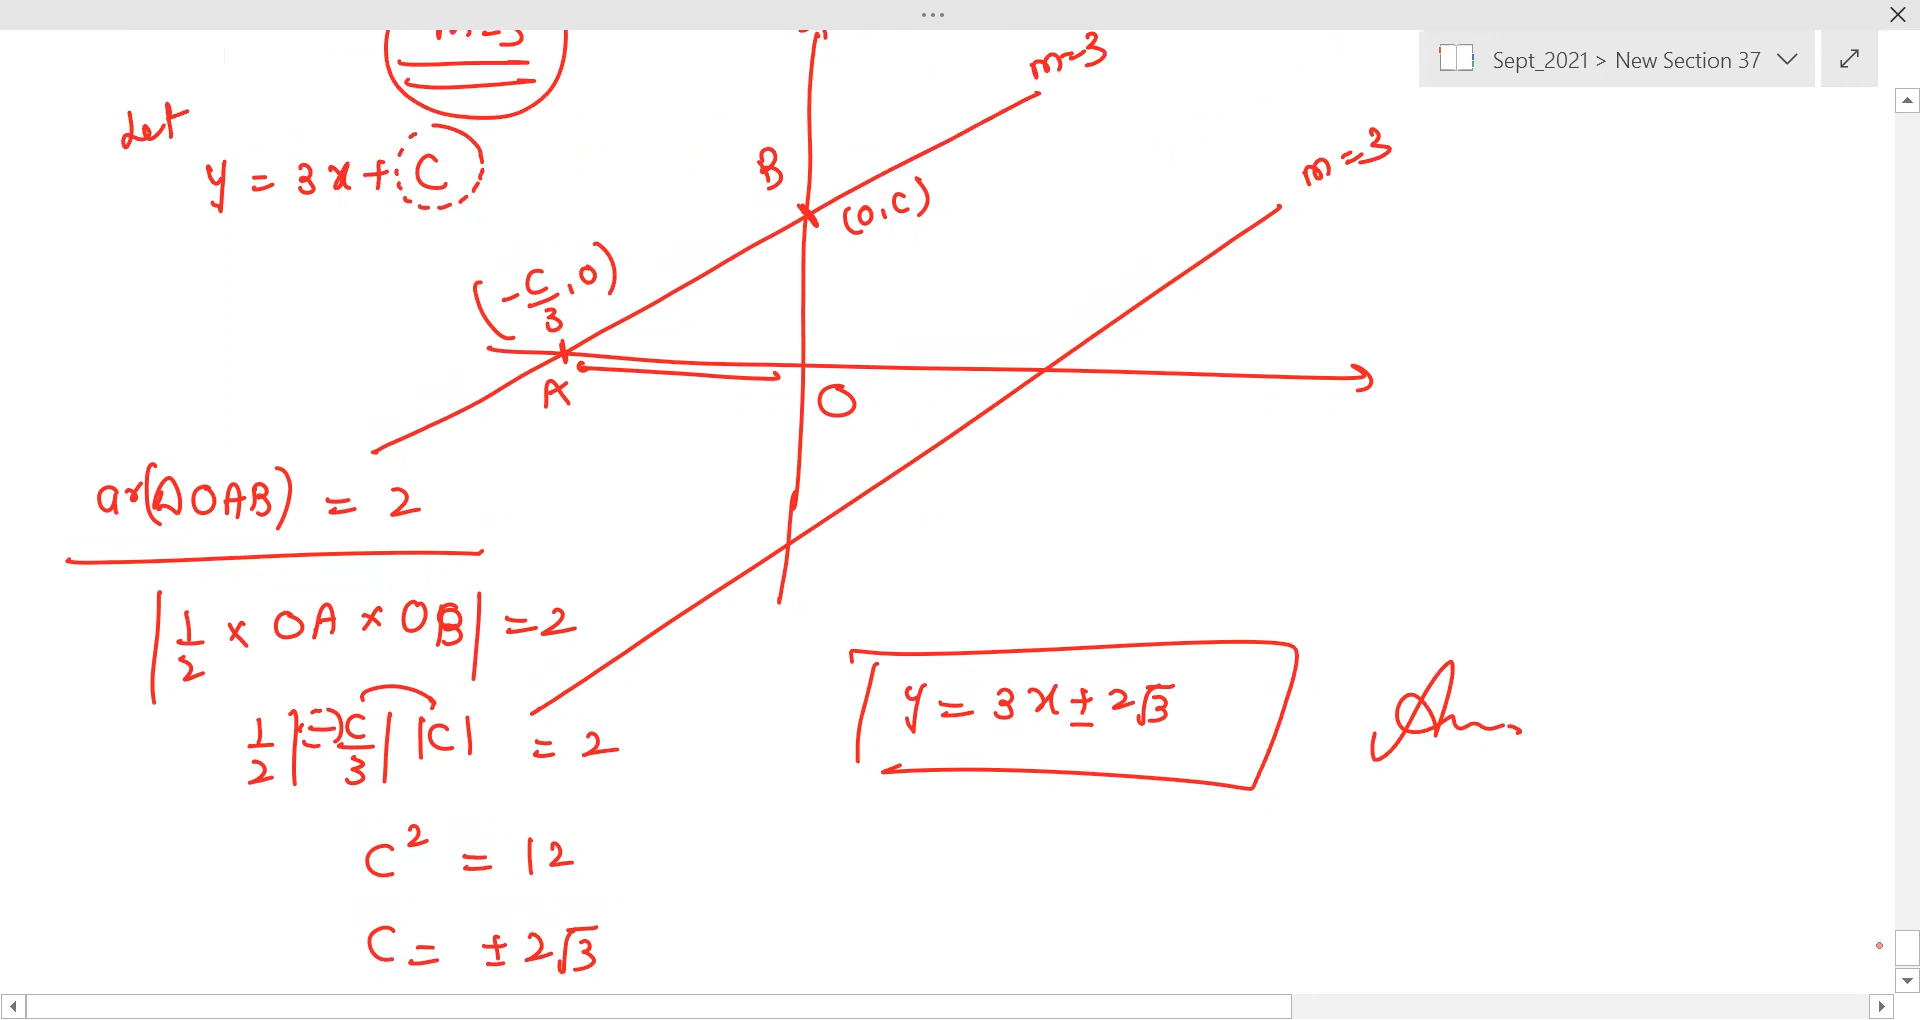 Sept_2021 > New Section 37
m=3
m=3
Let
y = 3x + C
B
(0, C)
m=3
(-C/3, 0)
A
O
ar(△OAB) = 2
|1/2 × OA × OB| = 2
1/2 |(-)C/3| |C| = 2
C² = 12
C = ± 2√3
y = 3x ± 2√3
Ans.